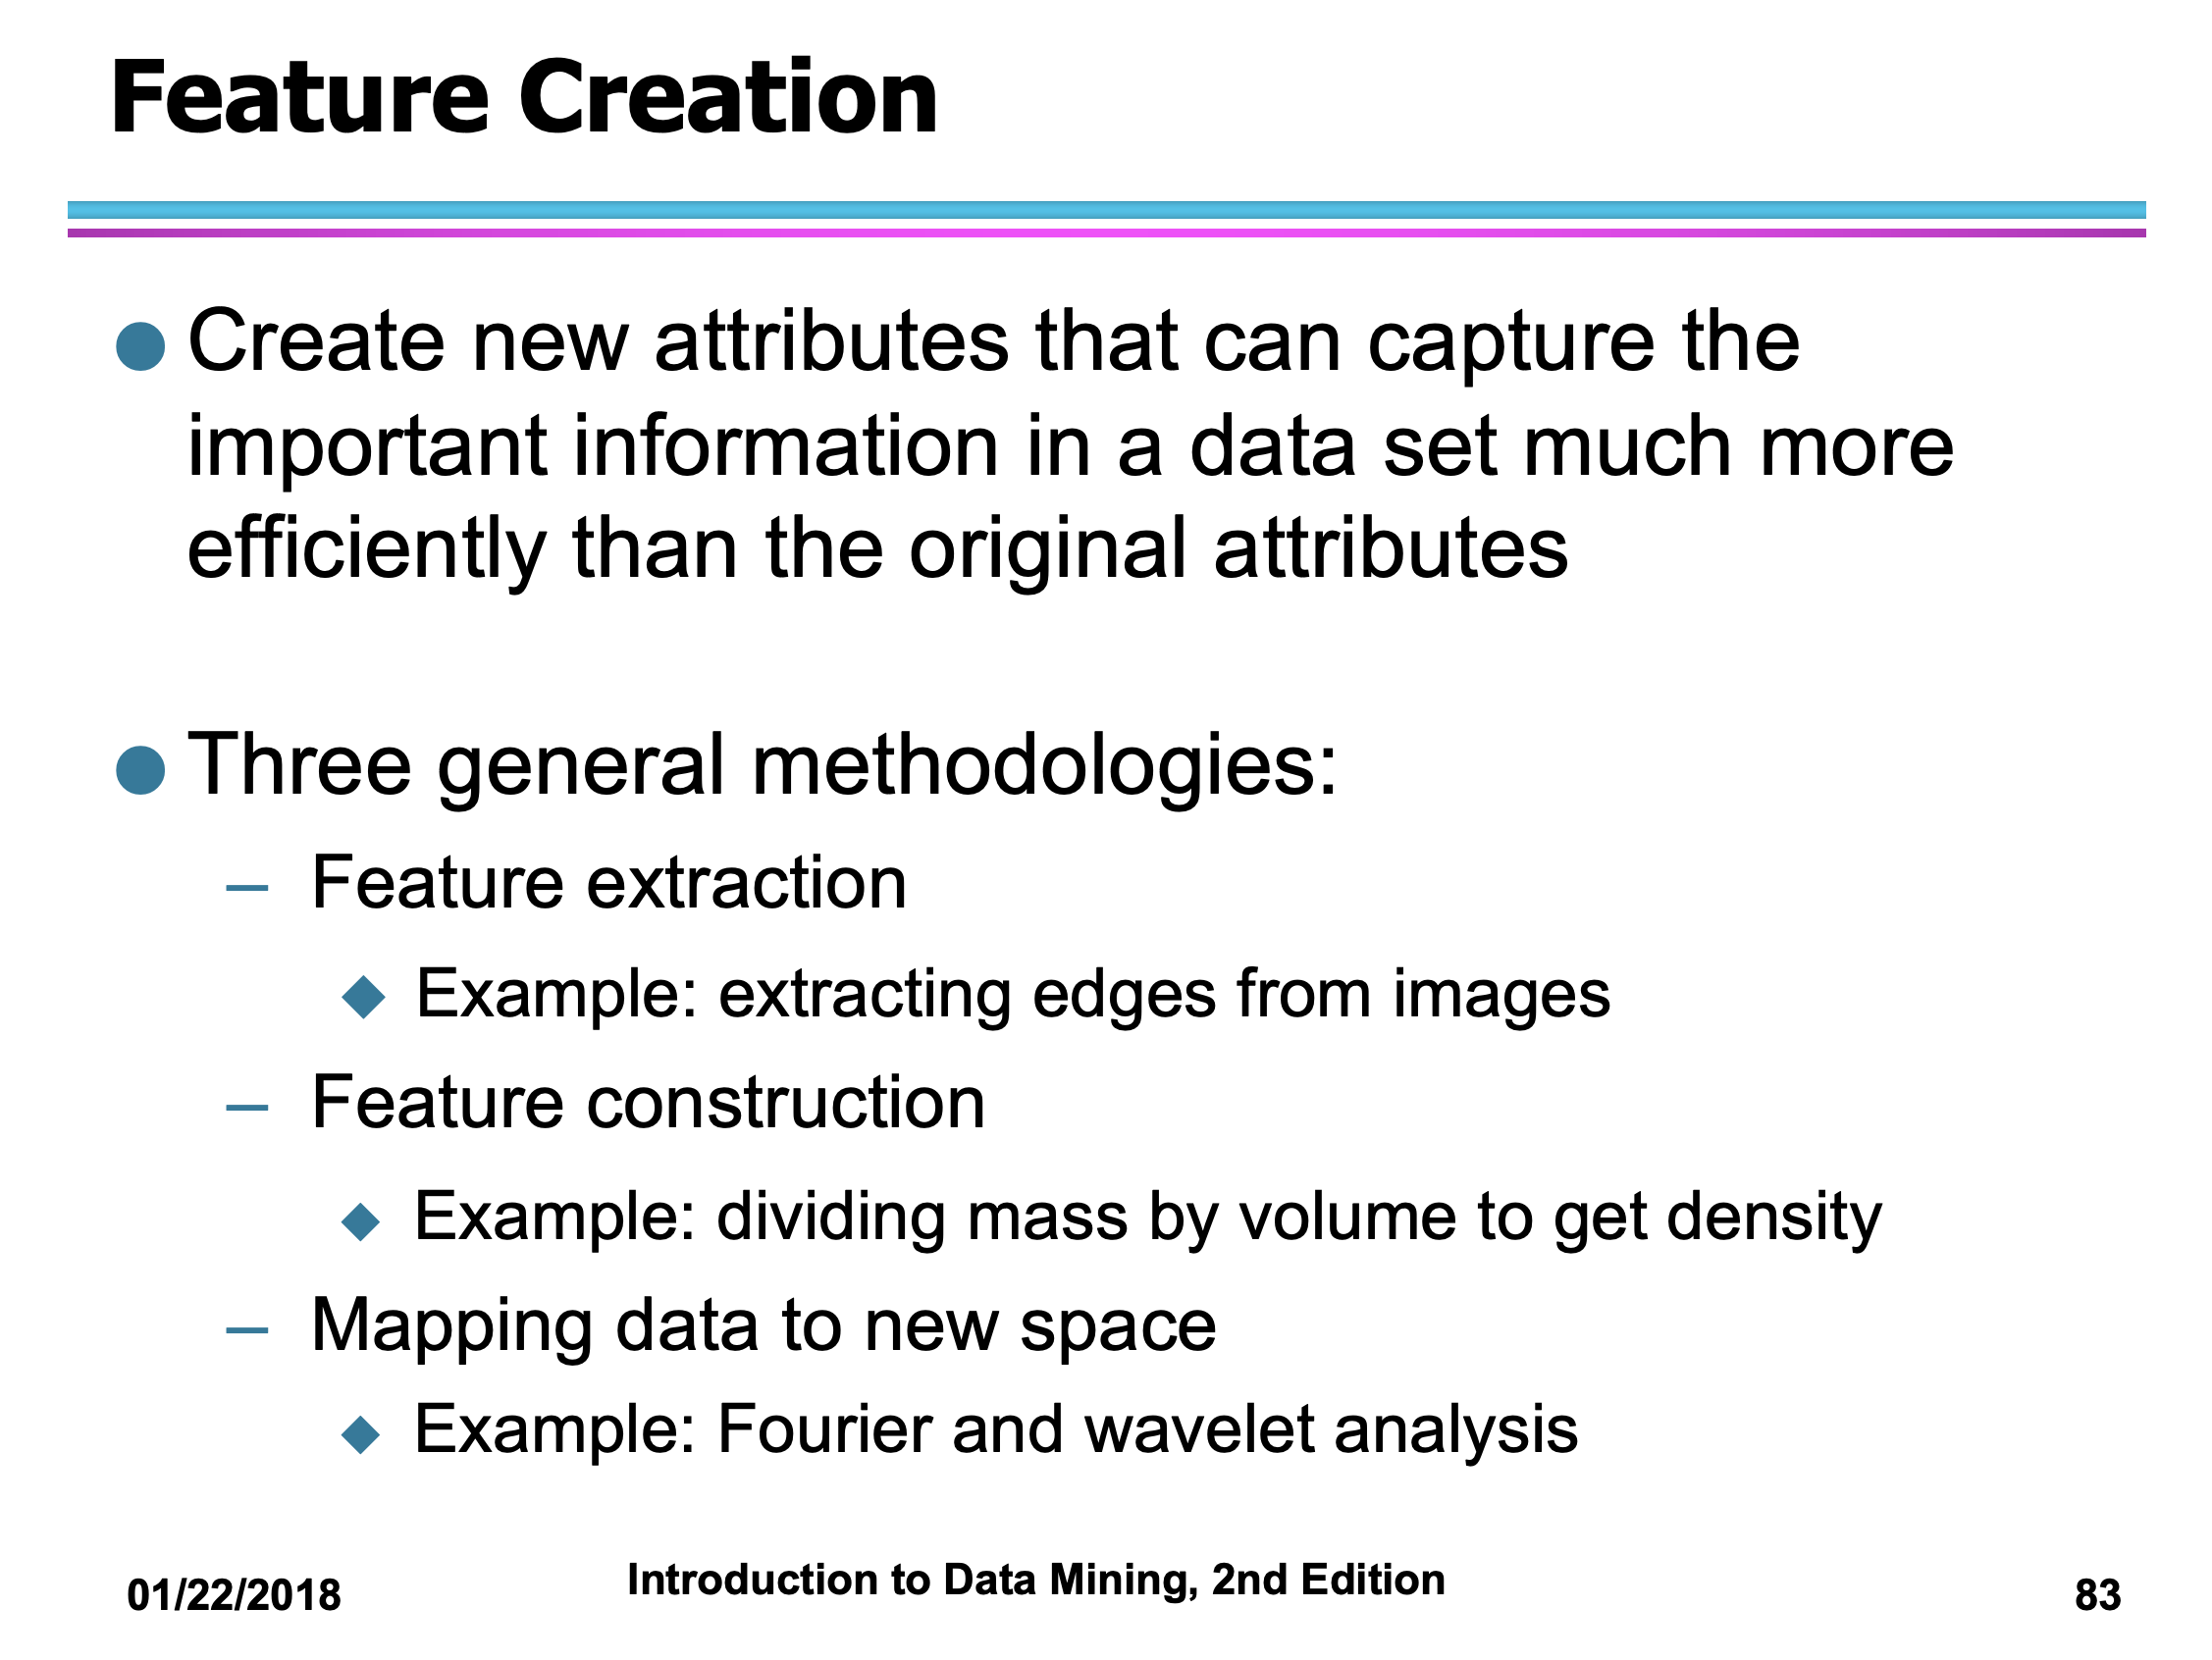 Feature Creation
● Create new attributes that can capture the
important information in a data set much more
efficiently than the original attributes
● Three general methodologies:
– Feature extraction
◆ Example: extracting edges from images
– Feature construction
◆ Example: dividing mass by volume to get density
– Mapping data to new space
◆ Example: Fourier and wavelet analysis
01/22/2018
Introduction to Data Mining, 2nd Edition
83